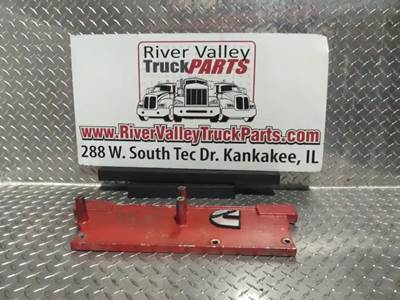 River Valley
TruckPARTS
www.RiverValleyTruckParts.com
288 W. South Tec Dr. Kankakee, IL